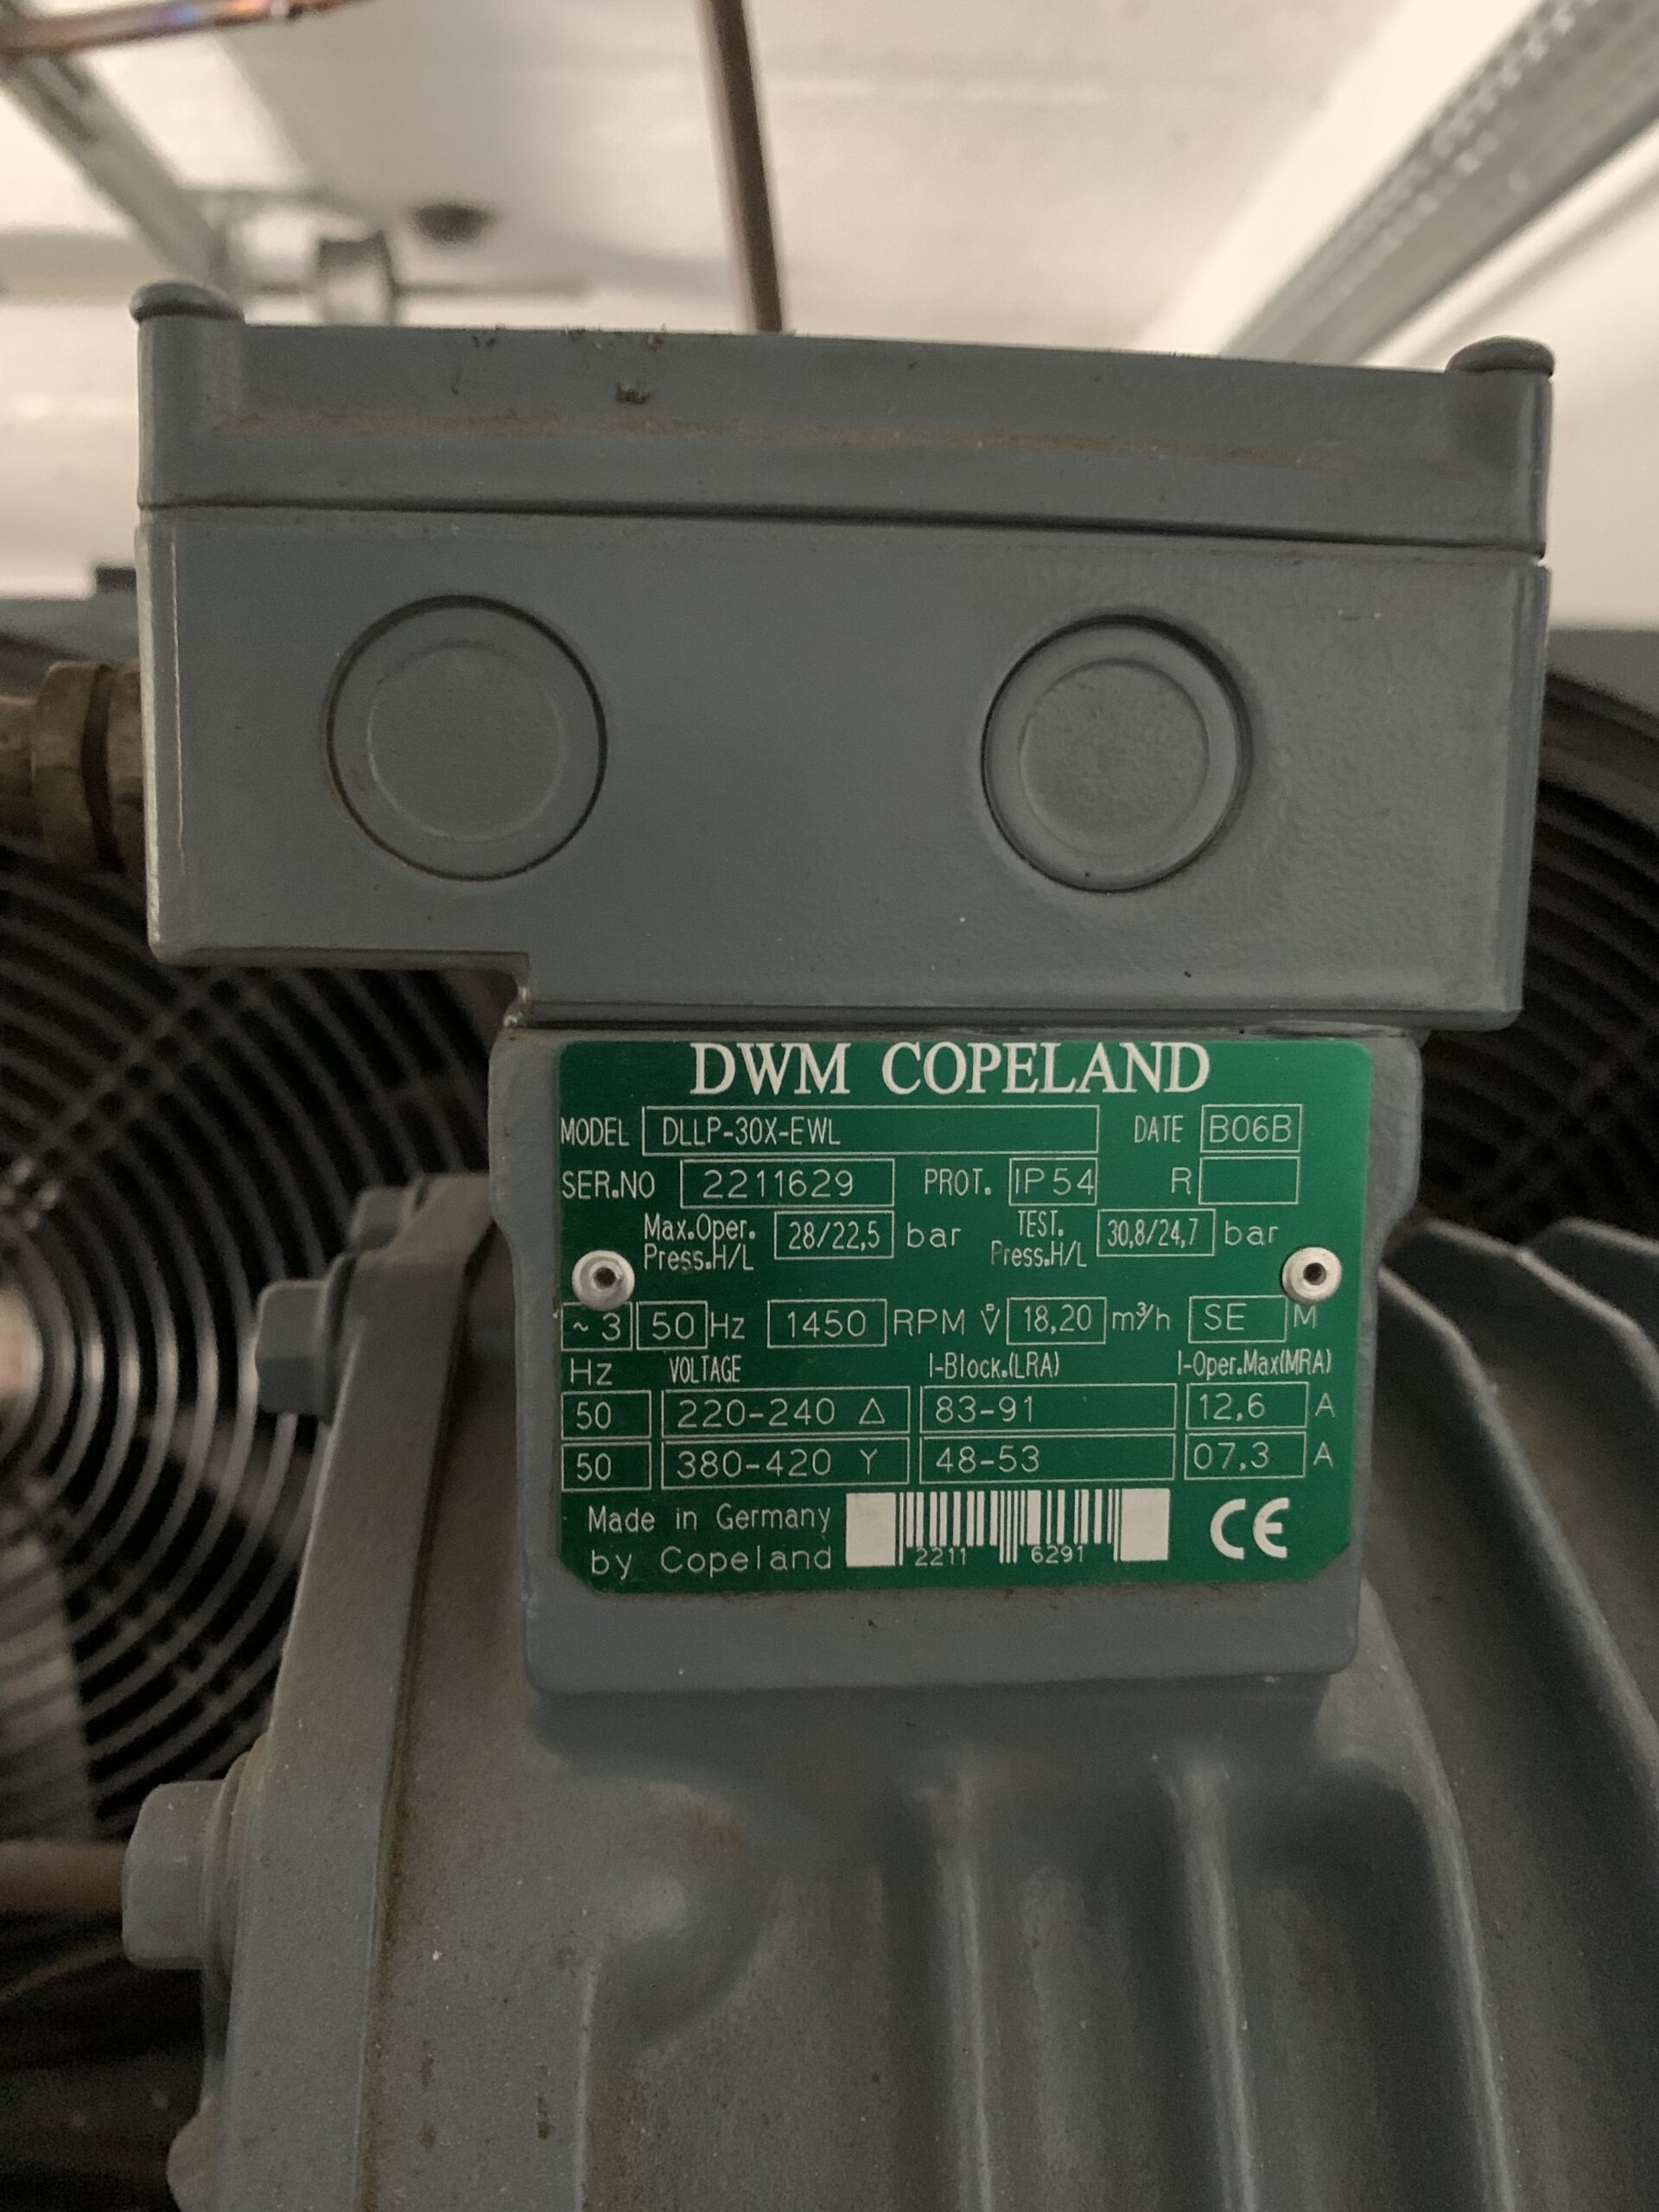 DWM COPELAND
MODEL DLLP-30X-EWL DATE B06B
SER.NO 2211629 PROT. IP54 R
Max.Oper. Press.H/L 28/22,5 bar TEST. Press.H/L 30,8/24,7 bar
~3 50 Hz 1450 RPM V̊ 18,20 m³/h SE M
Hz VOLTAGE I-Block.(LRA) I-Oper.Max(MRA)
50 220-240 Δ 83-91 12,6 A
50 380-420 Y 48-53 07,3 A
Made in Germany
by Copeland
2211 6291
CE